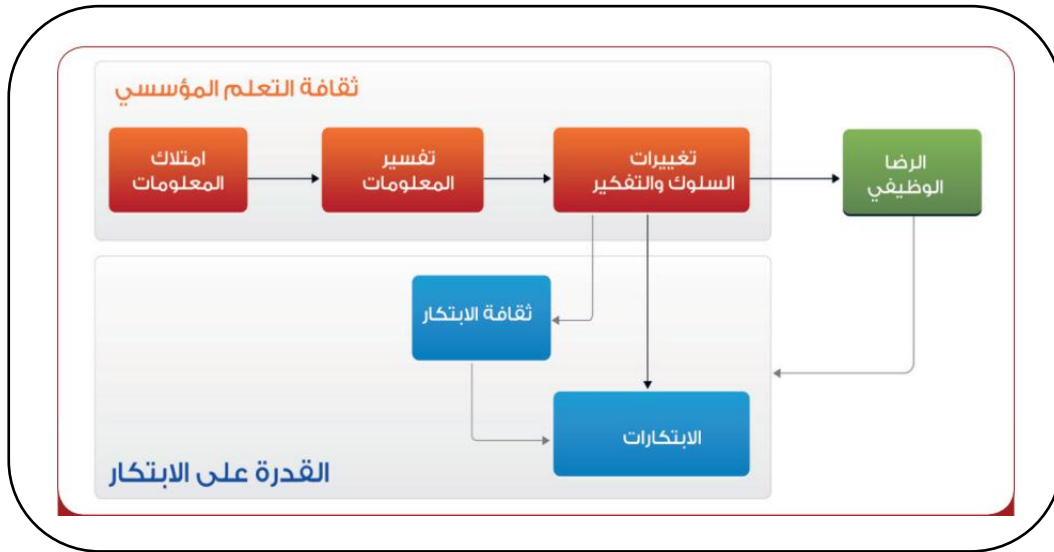 ثقافة التعلم المؤسسي
امتلاك
المعلومات
تفسير
المعلومات
تغييرات
السلوك والتفكير
الرضا
الوظيفي
ثقافة الابتكار
الابتكارات
القدرة على الابتكار